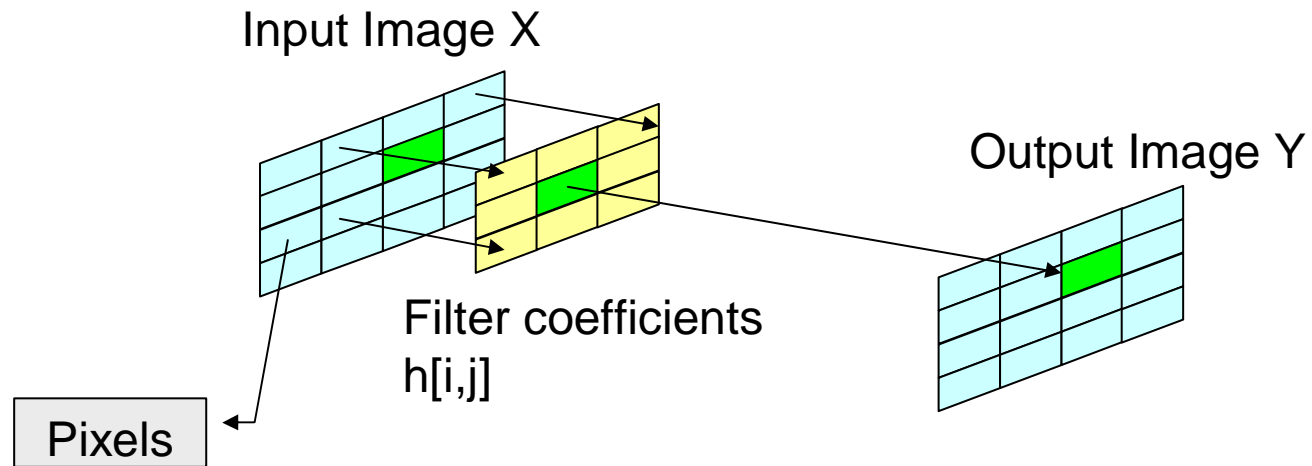 Input Image X
Output Image Y
Filter coefficients
h[i,j]
Pixels